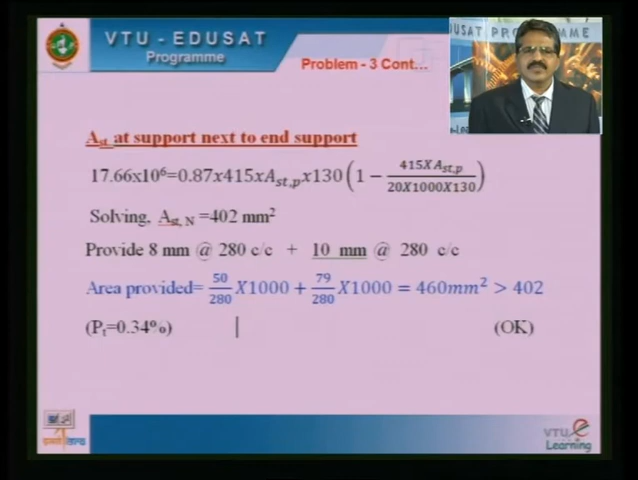 VTU - EDUSAT
Programme
Problem - 3 Cont...
EDUSAT PROGRAMME
Ast at support next to end support
17.66x10⁶=0.87x415xAst,px130(1 − 415XAst,p/20X1000X130)
Solving, Ast, N =402 mm²
Provide 8 mm @ 280 c/c + 10 mm @ 280 c/c
Area provided= 50/280 X1000 + 79/280 X1000 = 460mm² > 402
(Pt=0.34%) (OK)
VTU e
Learning